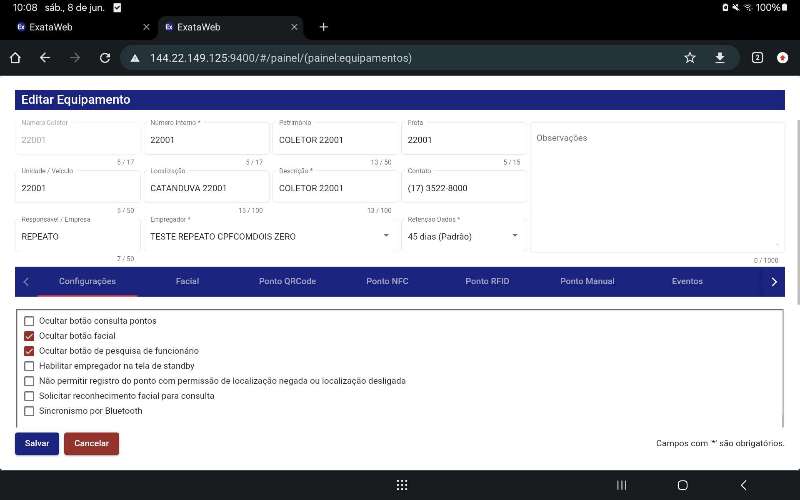 10:08 sáb., 8 de jun.
100%
Ex ExataWeb
Ex ExataWeb
144.22.149.125:9400/#/painel/(painel:equipamentos)
2
Editar Equipamento
Número Coletor
22001
5 / 17
Número Interno *
22001
5 / 17
Patrimônio
COLETOR 22001
13 / 50
Frota
22001
5 / 15
Observações
0 / 1000
Unidade / Veículo
22001
5 / 50
Localização
CATANDUVA 22001
15 / 100
Descrição *
COLETOR 22001
13 / 100
Contato
(17) 3522-8000
Responsável / Empresa
REPEATO
7 / 50
Empregador *
TESTE REPEATO CPFCOMDOIS ZERO
Retenção Dados *
45 dias (Padrão)
Configurações
Facial
Ponto QRCode
Ponto NFC
Ponto RFID
Ponto Manual
Eventos
Ocultar botão consulta pontos
Ocultar botão facial
Ocultar botão de pesquisa de funcionário
Habilitar empregador na tela de standby
Não permitir registro do ponto com permissão de localização negada ou localização desligada
Solicitar reconhecimento facial para consulta
Sincronismo por Bluetooth
Salvar
Cancelar
Campos com '*' são obrigatórios.